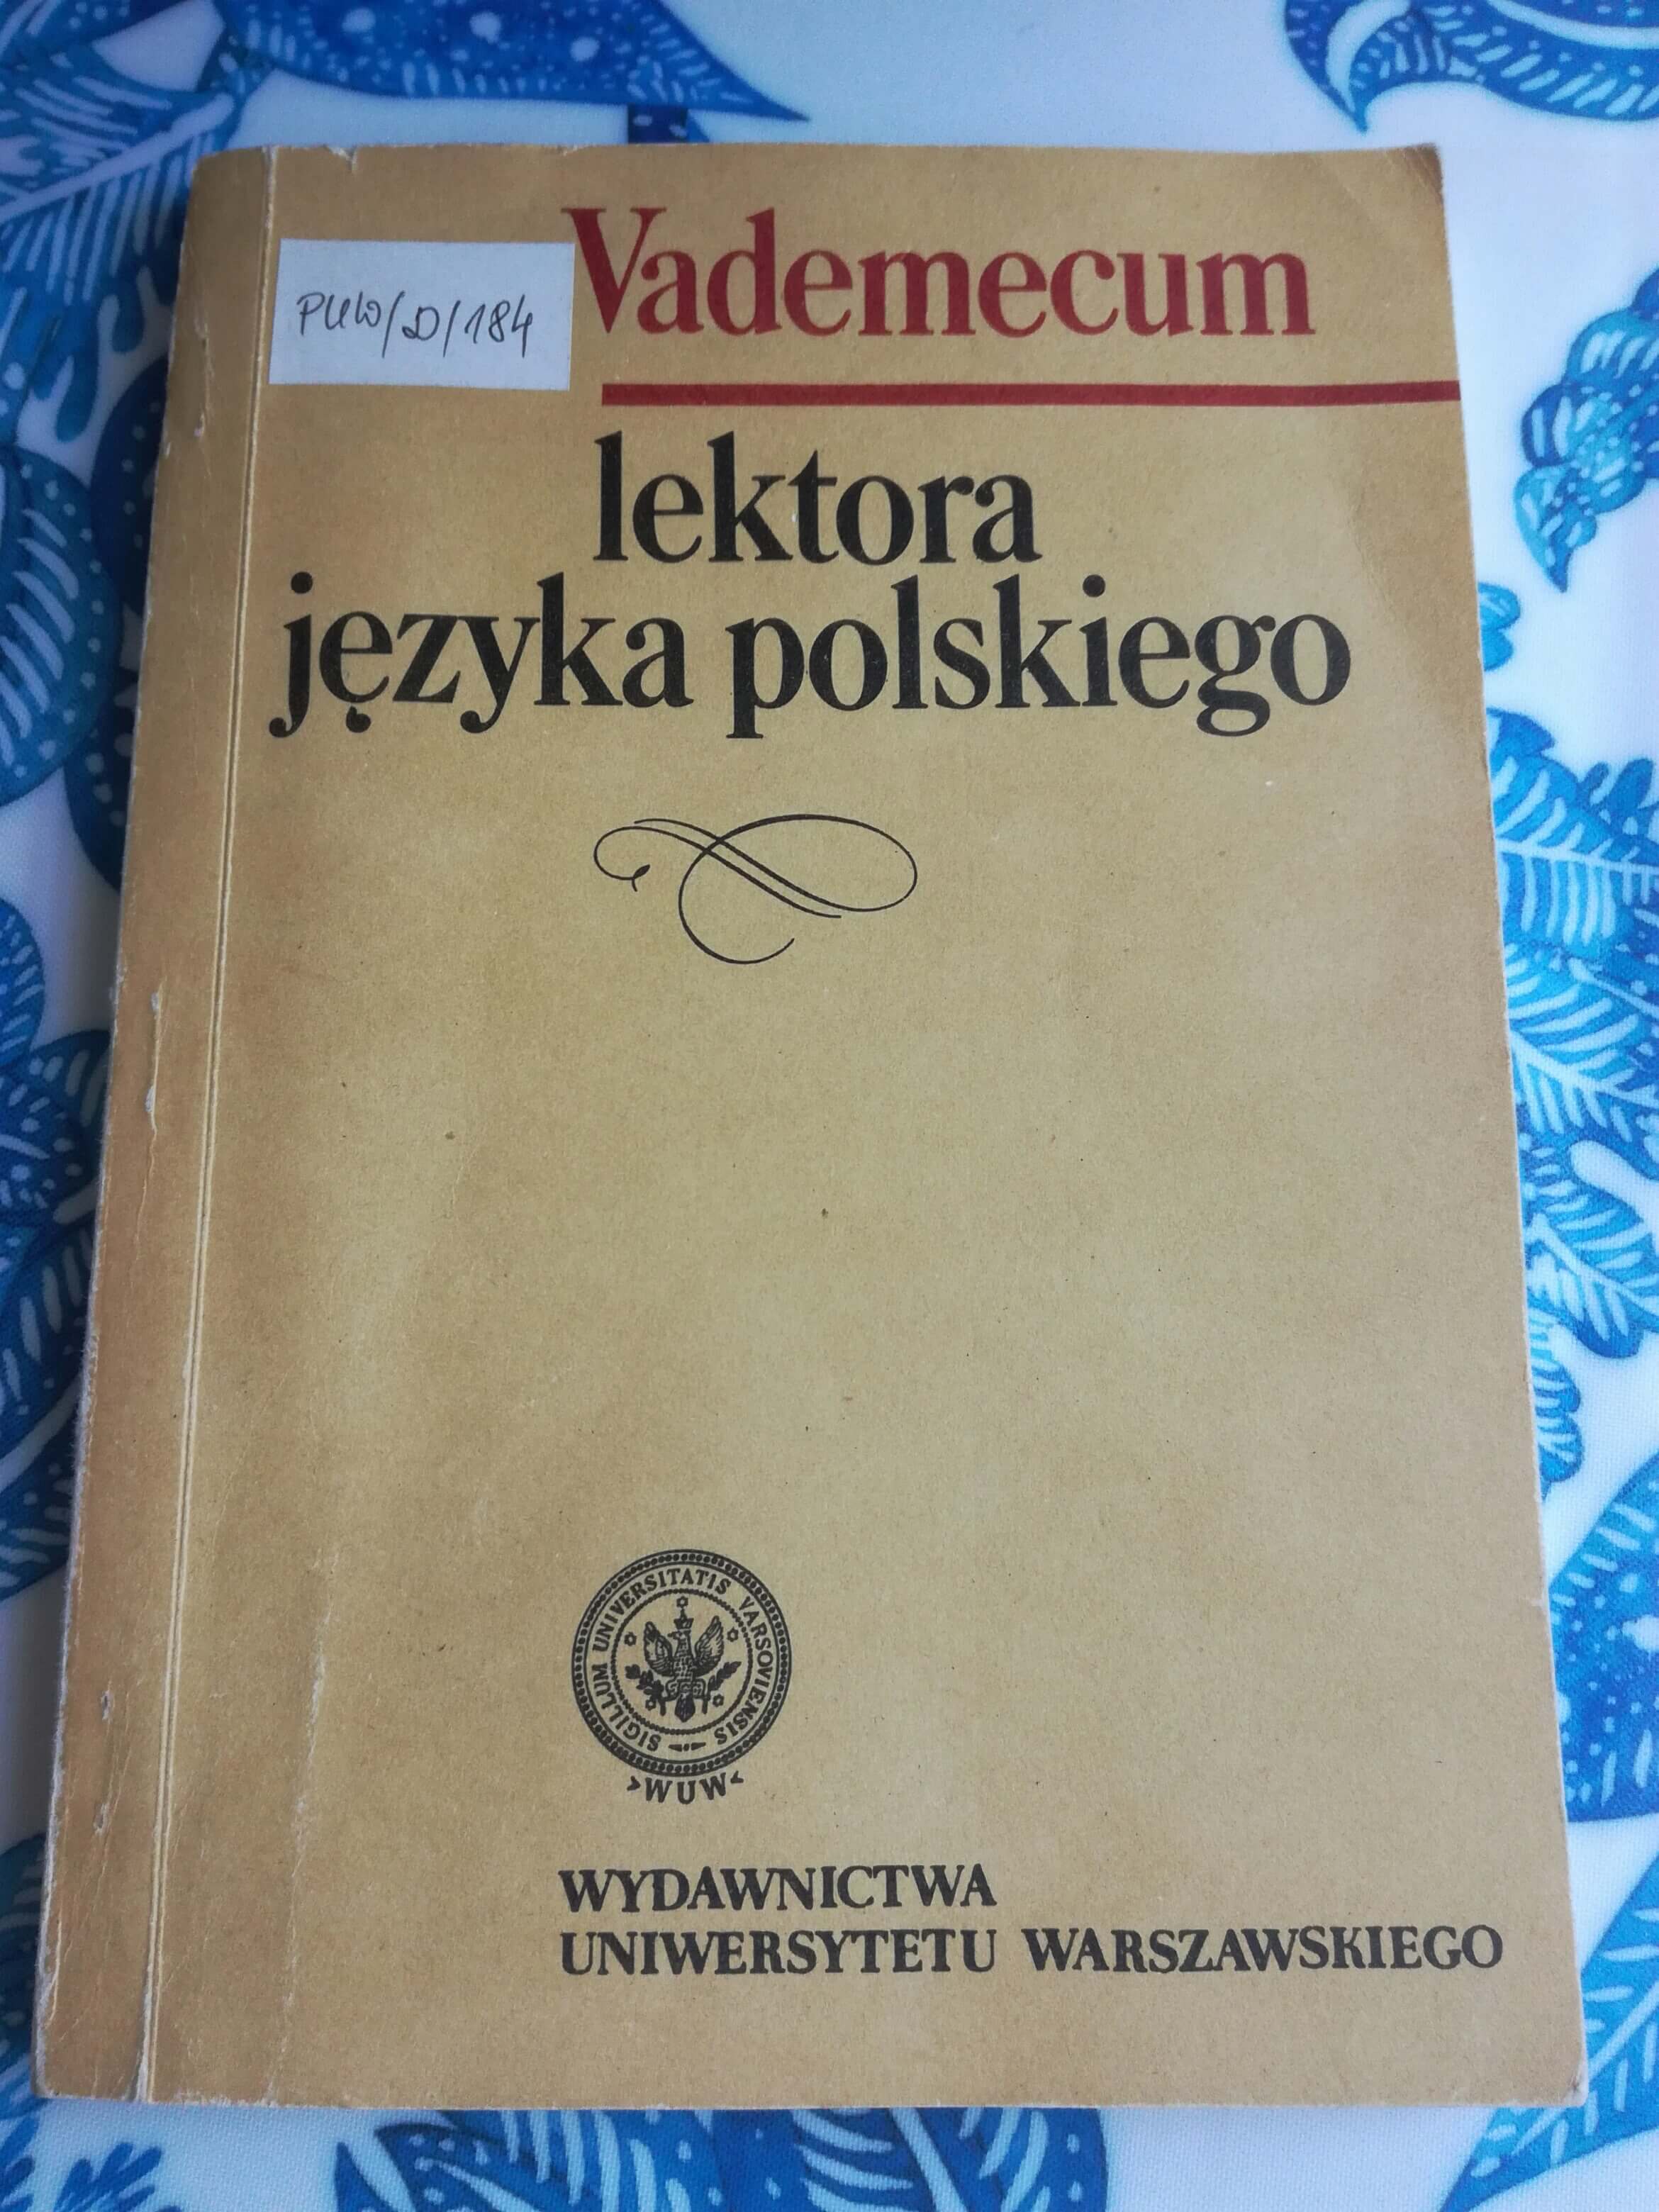 PUW/D/184
Vademecum
lektora
języka polskiego
SIGILLUM UNIVERSITATIS VARSOVIENSIS
>WUW<
WYDAWNICTWA
UNIWERSYTETU WARSZAWSKIEGO